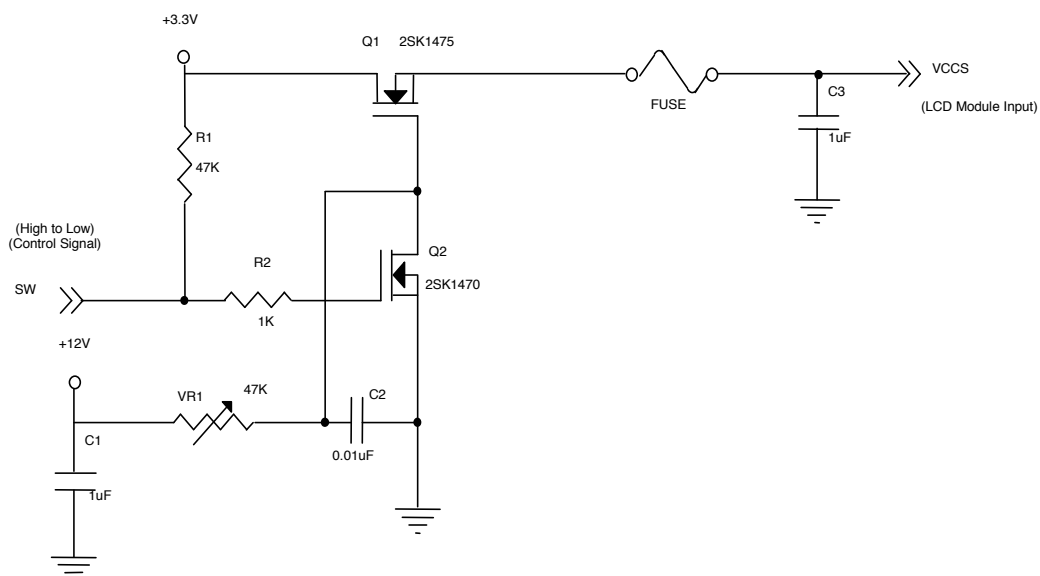 +3.3V
Q1 2SK1475
VCCS
FUSE
C3
(LCD Module Input)
1uF
R1
47K
(High to Low)
(Control Signal)
Q2
R2
2SK1470
SW
1K
+12V
VR1
47K
C2
C1
0.01uF
1uF